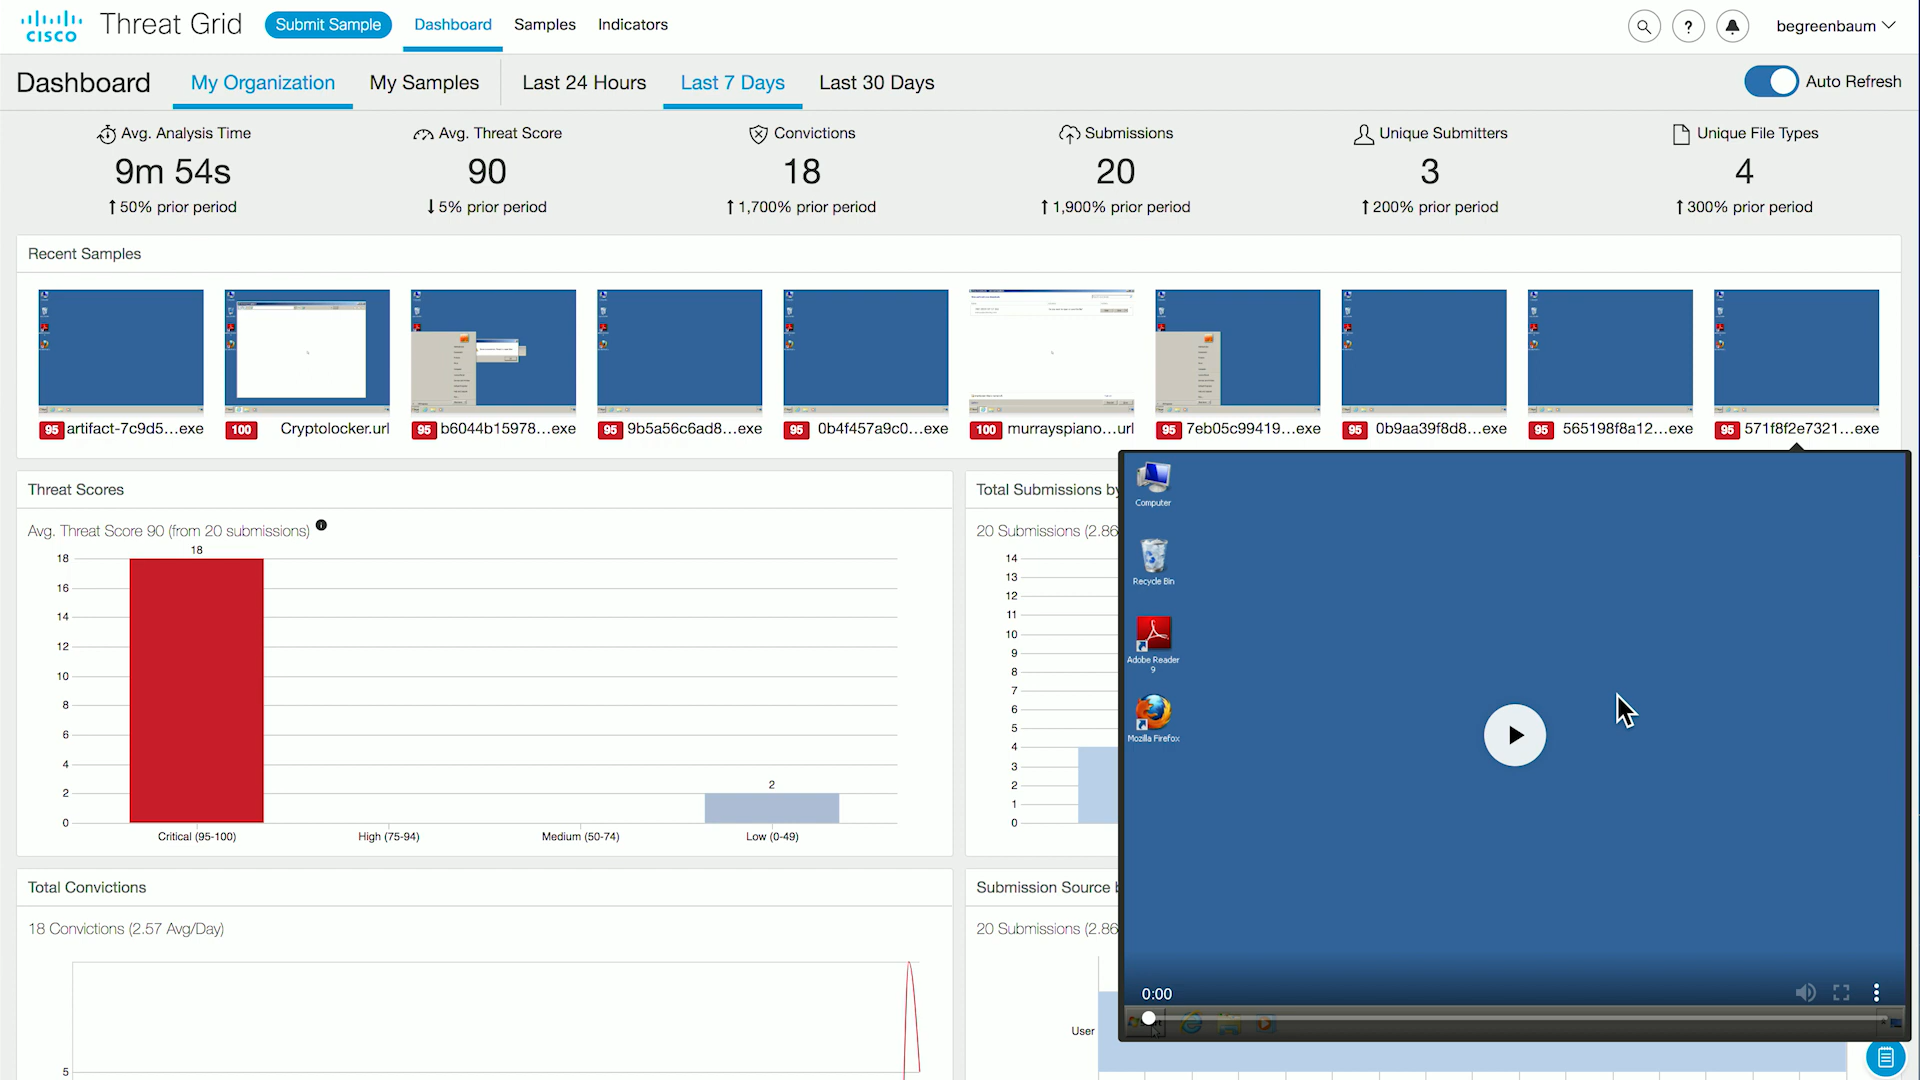 CISCO
Threat Grid
Submit Sample
Dashboard
Samples
Indicators
?
begreenbaum
Dashboard
My Organization
My Samples
Last 24 Hours
Last 7 Days
Last 30 Days
Auto Refresh
Avg. Analysis Time
9m 54s
↑50% prior period
Avg. Threat Score
90
↓5% prior period
Convictions
18
↑1,700% prior period
Submissions
20
↑1,900% prior period
Unique Submitters
3
↑200% prior period
Unique File Types
4
↑300% prior period
Recent Samples
95 artifact-7c9d5...exe
100 Cryptolocker.url
95 b6044b15978...exe
95 9b5a56c6ad8...exe
95 0b4f457a9c0...exe
100 murrayspiano...url
95 7eb05c99419...exe
95 0b9aa39f8d8...exe
95 565198f8a12...exe
95 571f8f2e7321...exe
Threat Scores
Avg. Threat Score 90 (from 20 submissions)
18
18
16
14
12
10
8
6
4
2
0
2
Critical (95-100)
High (75-94)
Medium (50-74)
Low (0-49)
Total Submissions by
20 Submissions (2.86
14
13
12
11
10
9
8
7
6
5
4
3
2
1
0
Computer
Recycle Bin
Adobe Reader
9
Mozilla Firefox
0:00
Total Convictions
18 Convictions (2.57 Avg/Day)
5
Submission Source
20 Submissions (2.86
User